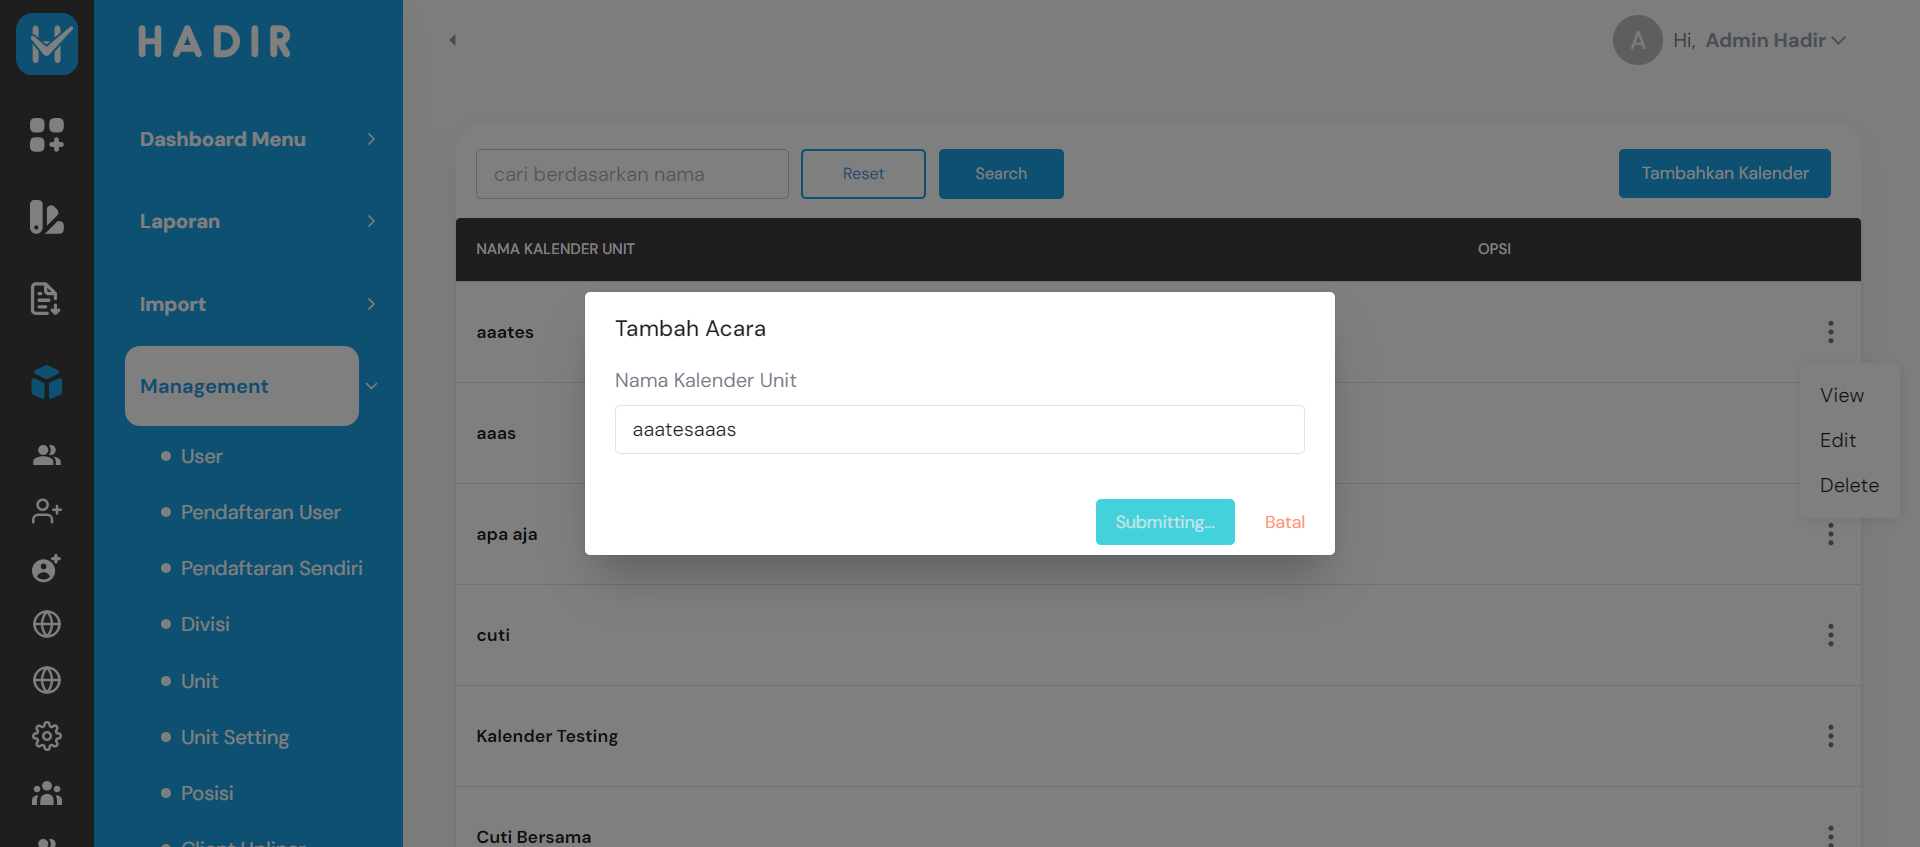 HADIR
A Hi, Admin Hadir
Dashboard Menu
Laporan
Import
Management
User
Pendaftaran User
Pendaftaran Sendiri
Divisi
Unit
Unit Setting
Posisi
cari berdasarkan nama
Reset
Search
Tambahkan Kalender
NAMA KALENDER UNIT
OPSI
aaates
aaas
apa aja
cuti
Kalender Testing
Cuti Bersama
View
Edit
Delete
Tambah Acara
Nama Kalender Unit
aaatesaaas
Submitting...
Batal